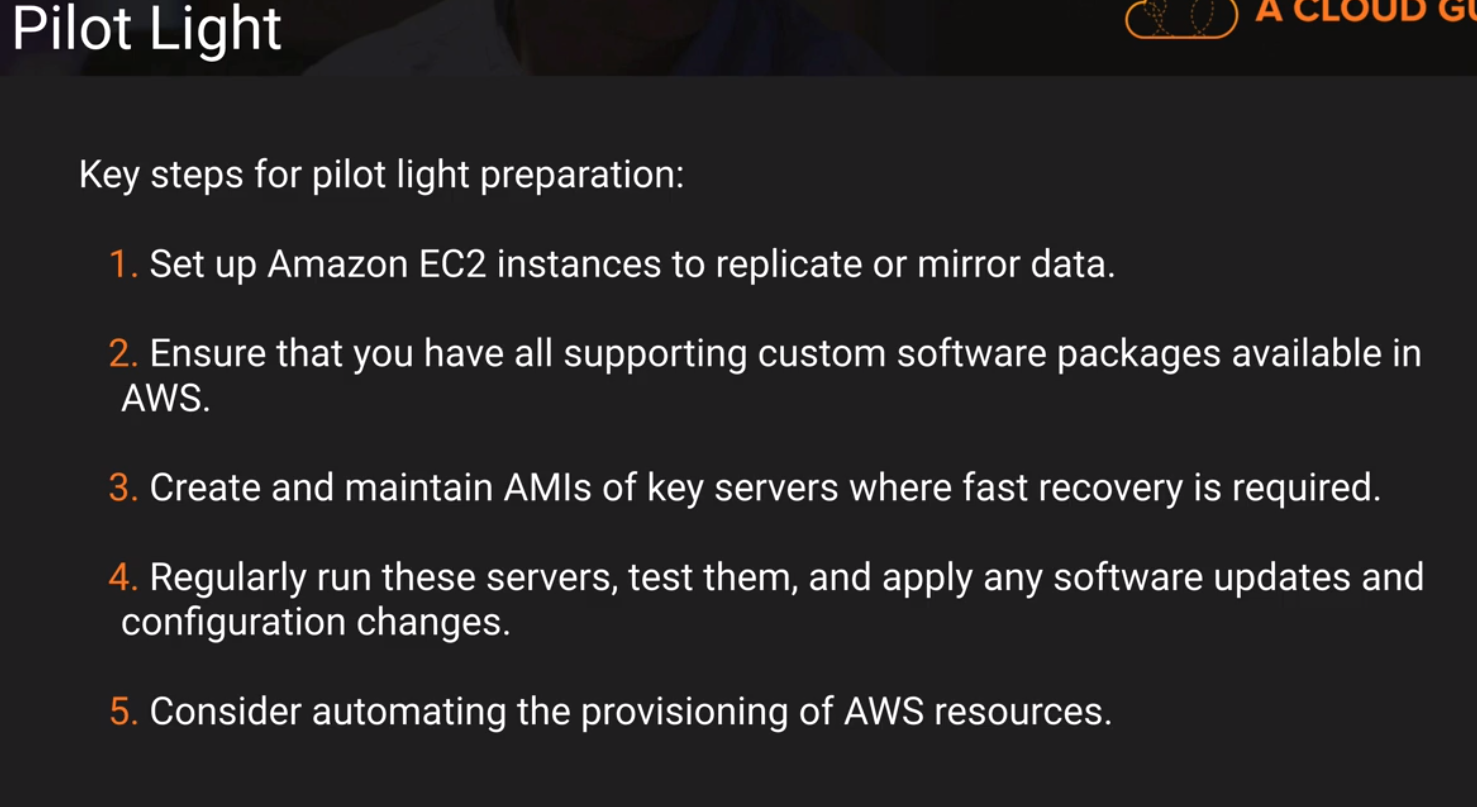 Pilot Light
A CLOUD
Key steps for pilot light preparation:
1. Set up Amazon EC2 instances to replicate or mirror data.
2. Ensure that you have all supporting custom software packages available in
AWS.
3. Create and maintain AMIs of key servers where fast recovery is required.
4. Regularly run these servers, test them, and apply any software updates and
configuration changes.
5. Consider automating the provisioning of AWS resources.